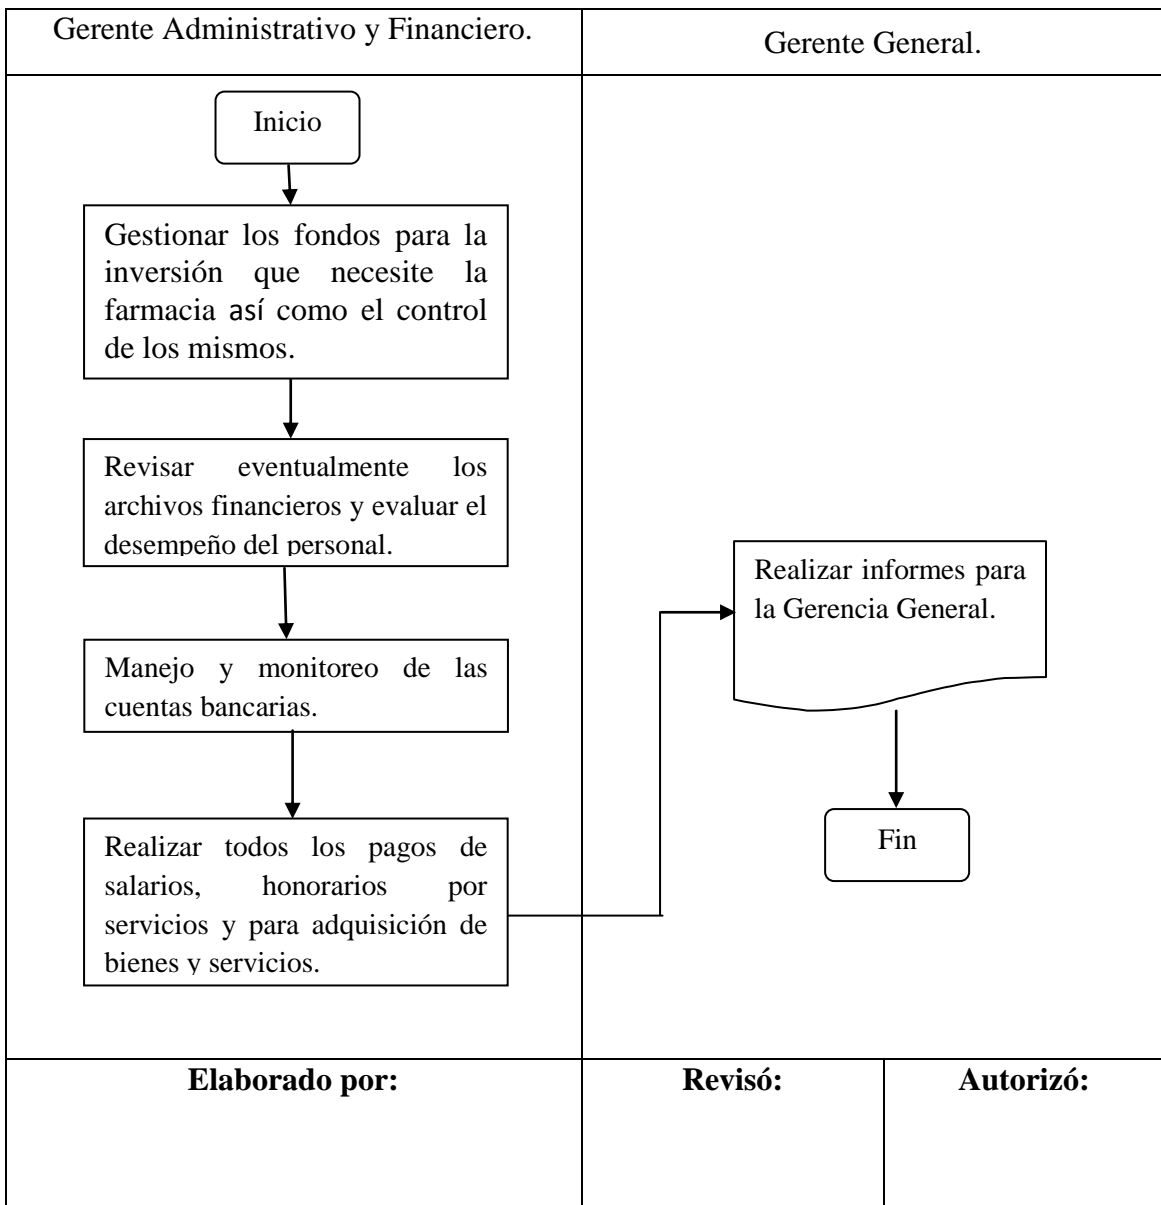 Gerente Administrativo y Financiero.
Gerente General.
Inicio
Gestionar los fondos para la
inversión que necesite la
farmacia así como el control
de los mismos.
Revisar eventualmente los
archivos financieros y evaluar el
desempeño del personal.
Manejo y monitoreo de las
cuentas bancarias.
Realizar todos los pagos de
salarios, honorarios por
servicios y para adquisición de
bienes y servicios.
Realizar informes para
la Gerencia General.
Fin
Elaborado por:
Revisó:
Autorizó: